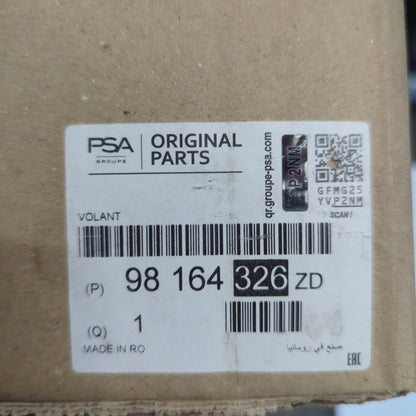 PSA
GROUPE
ORIGINAL
PARTS
qr.groupe-psa.com
YP2NM
GFMG25
YVP2NM
SCAN!
VOLANT
(P) 98 164 326 ZD
(Q) 1
MADE IN RO
صنع في رومانيا
EAC